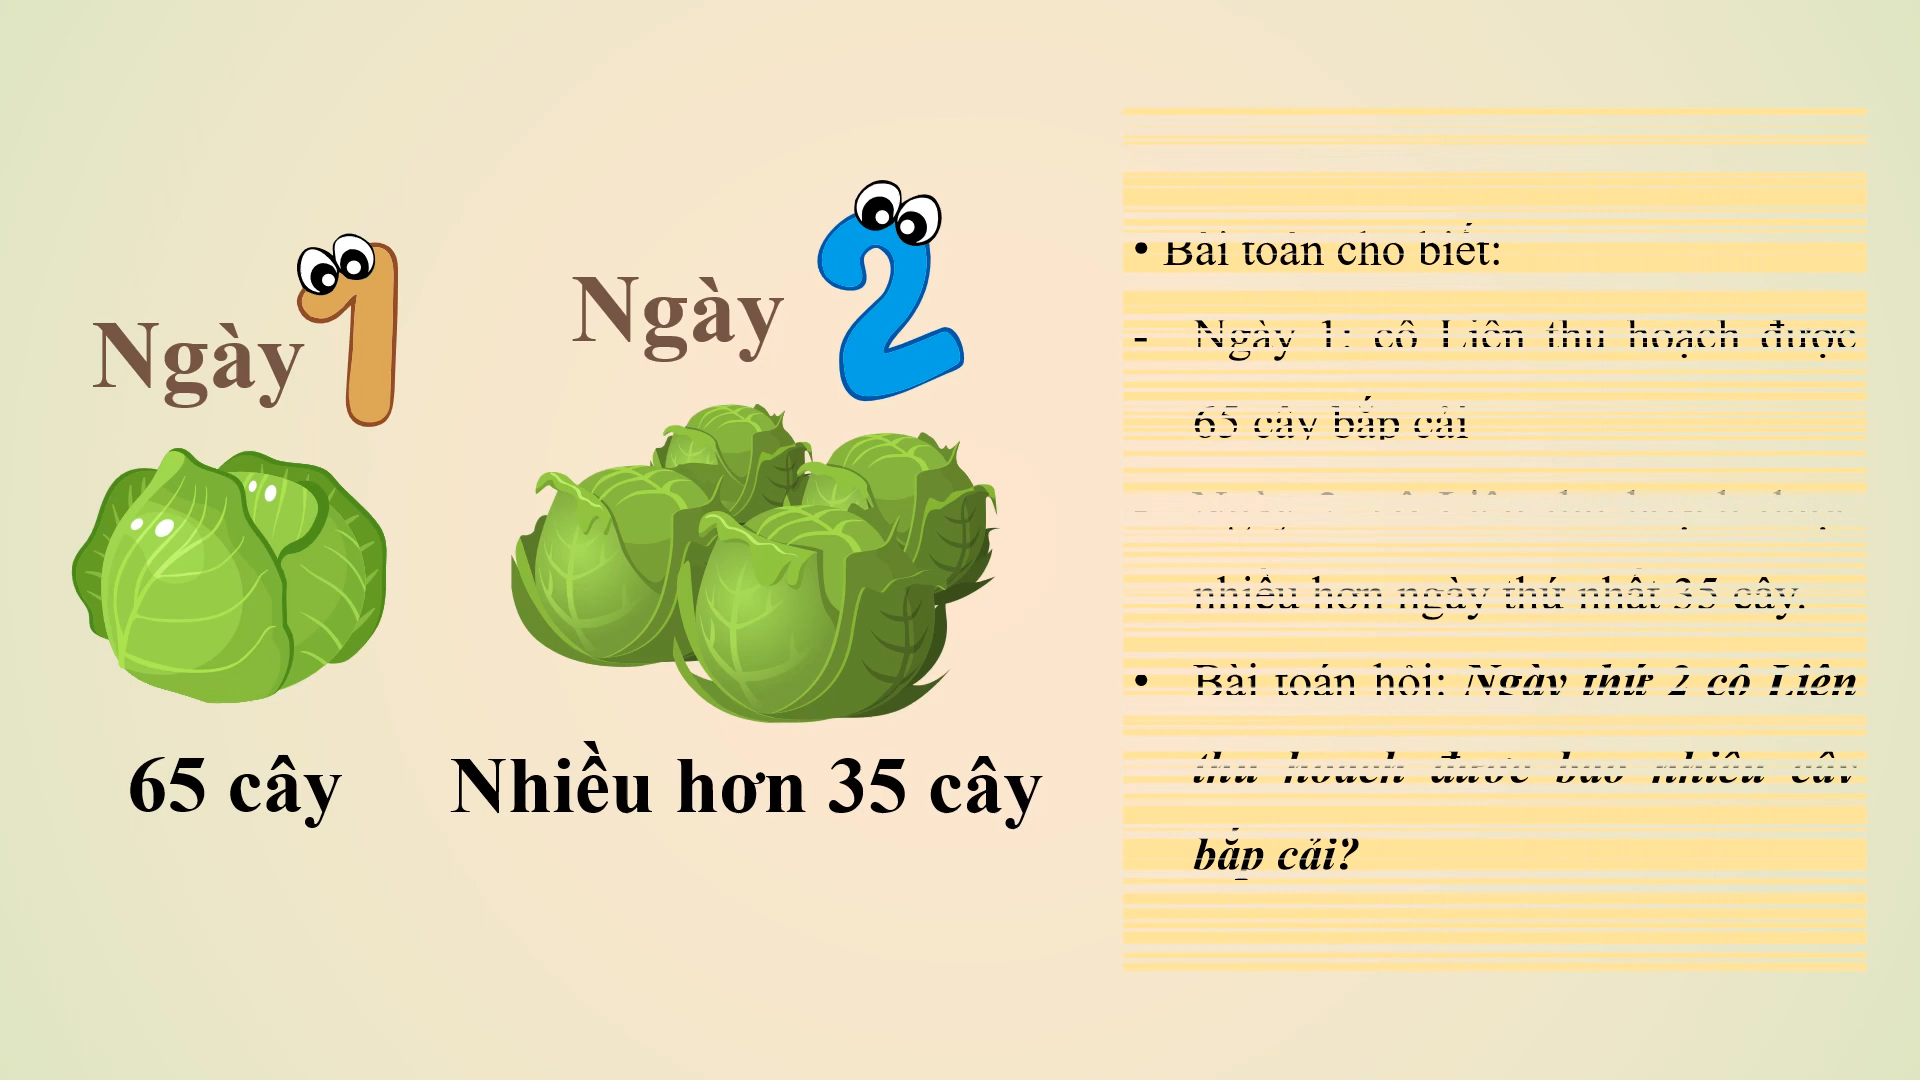 Ngày 1
65 cây
Ngày 2
Nhiều hơn 35 cây
• Bài toán cho biết:
- Ngày 1: cô Liên thu hoạch được
65 cây bắp cải
nhiều hơn ngày thứ nhất 35 cây.
• Bài toán hỏi: Ngày thứ 2 cô Liên
thu hoạch được bao nhiêu cây
bắp cải?